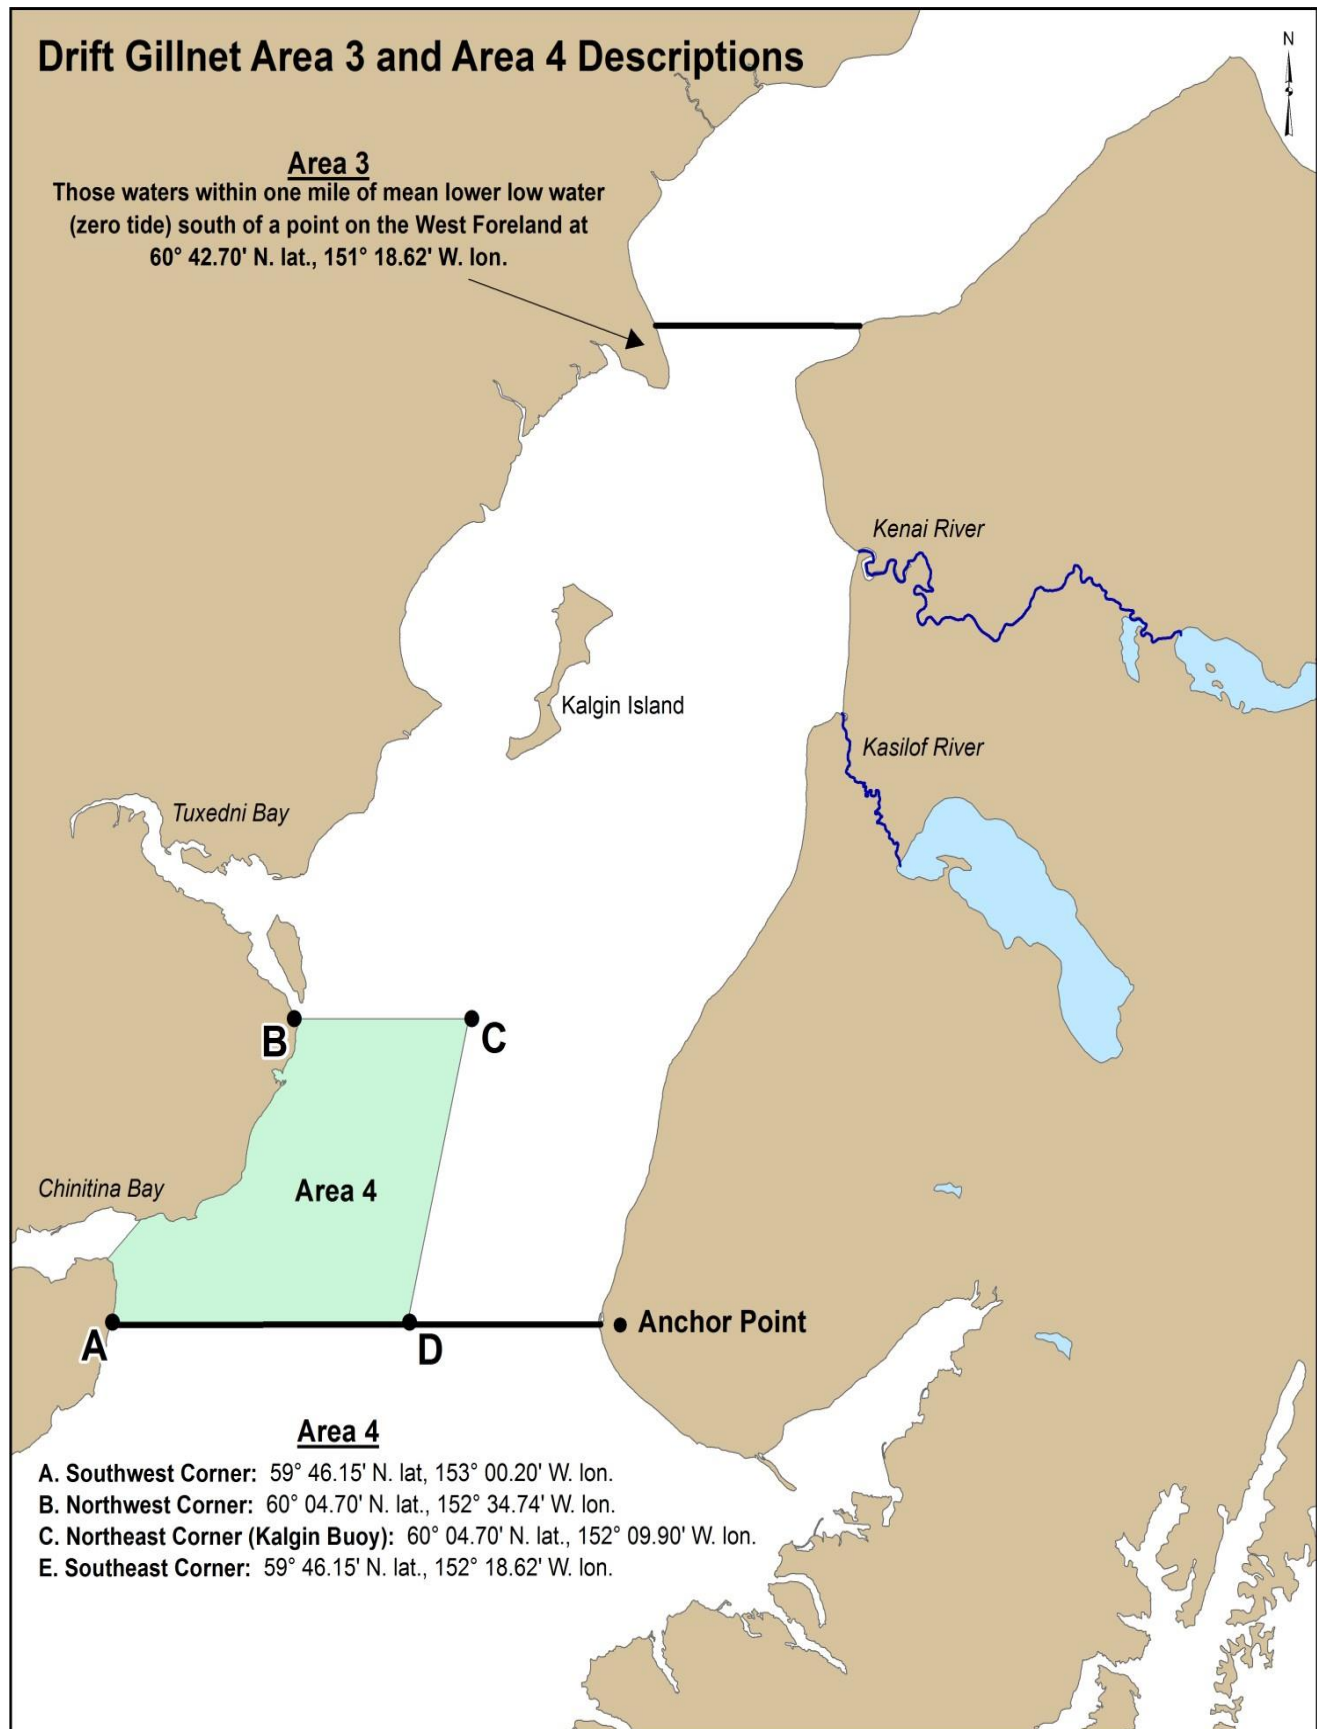 Drift Gillnet Area 3 and Area 4 Descriptions
N
Area 3
Those waters within one mile of mean lower low water
(zero tide) south of a point on the West Foreland at
60° 42.70' N. lat., 151° 18.62' W. lon.
Kenai River
Kalgin Island
Kasilof River
Tuxedni Bay
B
C
Chinitina Bay
Area 4
Anchor Point
A
D
Area 4
A. Southwest Corner: 59° 46.15' N. lat, 153° 00.20' W. lon.
B. Northwest Corner: 60° 04.70' N. lat., 152° 34.74' W. lon.
C. Northeast Corner (Kalgin Buoy): 60° 04.70' N. lat., 152° 09.90' W. lon.
E. Southeast Corner: 59° 46.15' N. lat., 152° 18.62' W. lon.